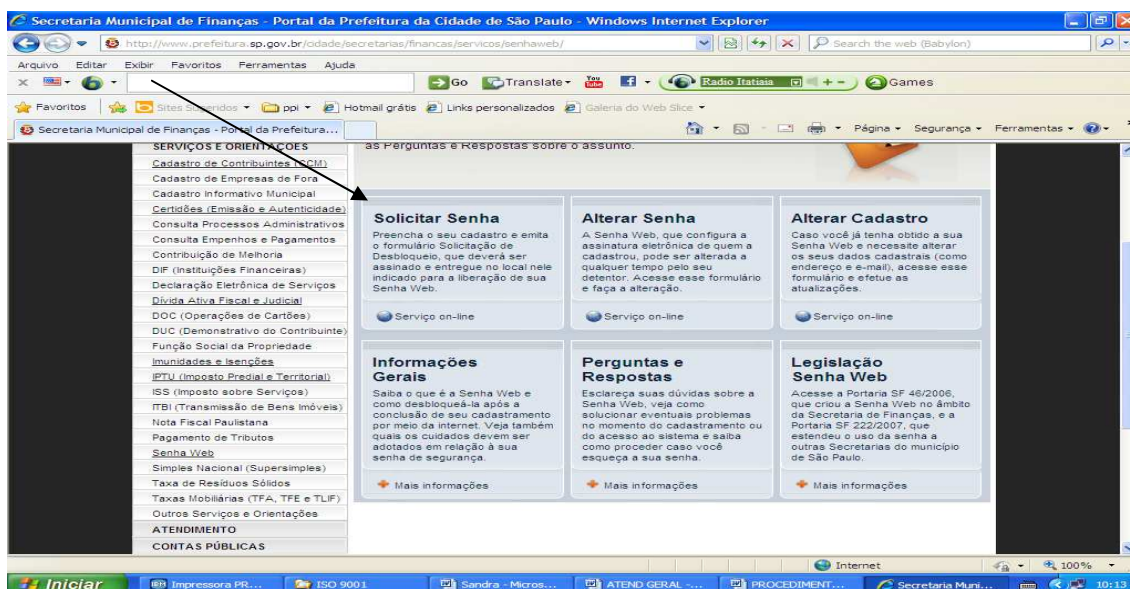 Secretaria Municipal de Finanças - Portal da Prefeitura da Cidade de São Paulo - Windows Internet Explorer
http://www.prefeitura.sp.gov.br/cidade/secretarias/financas/servicos/senhaweb/
Search the web (Babylon)
Arquivo Editar Exibir Favoritos Ferramentas Ajuda
Go Translate You Tube Radio Itatiaia Games
Favoritos Sites Sugeridos ppi Hotmail grátis Links personalizados Galeria do Web Slice
Secretaria Municipal de Finanças - Portal da Prefeitura...
Página Segurança Ferramentas
SERVIÇOS E ORIENTAÇÕES
Cadastro de Contribuintes (CCM)
Cadastro de Empresas de Fora
Cadastro Informativo Municipal
Certidões (Emissão e Autenticidade)
Consulta Processos Administrativos
Consulta Empenhos e Pagamentos
Contribuição de Melhoria
DIF (Instituições Financeiras)
Declaração Eletrônica de Serviços
Dívida Ativa Fiscal e Judicial
DOC (Operações de Cartões)
DUC (Demonstrativo do Contribuinte)
Função Social da Propriedade
Imunidades e Isenções
IPTU (Imposto Predial e Territorial)
ISS (Imposto sobre Serviços)
ITBI (Transmissão de Bens Imóveis)
Nota Fiscal Paulistana
Pagamento de Tributos
Senha Web
Simples Nacional (Supersimples)
Taxa de Resíduos Sólidos
Taxas Mobiliárias (TFA, TFE e TLIF)
Outros Serviços e Orientações
ATENDIMENTO
CONTAS PÚBLICAS
as Perguntas e Respostas sobre o assunto.
Solicitar Senha
Preencha o seu cadastro e emita
o formulário Solicitação de
Desbloqueio, que deverá ser
assinado e entregue no local nele
indicado para a liberação de sua
Senha Web.
Serviço on-line
Alterar Senha
A Senha Web, que configura a
assinatura eletrônica de quem a
cadastrou, pode ser alterada a
qualquer tempo pelo seu
detentor. Acesse esse formulário
e faça a alteração.
Serviço on-line
Alterar Cadastro
Caso você já tenha obtido a sua
Senha Web e necessite alterar
os seus dados cadastrais (como
endereço e e-mail), acesse esse
formulário e efetue as
atualizações.
Serviço on-line
Informações
Gerais
Saiba o que é a Senha Web e
como desbloqueá-la após a
conclusão de seu cadastramento
por meio da internet. Veja também
quais os cuidados devem ser
adotados em relação à sua
senha de segurança.
Mais informações
Perguntas e
Respostas
Esclareça suas dúvidas sobre a
Senha Web, veja como
solucionar eventuais problemas
no momento do cadastramento ou
do acesso ao sistema e saiba
como proceder caso você
esqueça a sua senha.
Mais informações
Legislação
Senha Web
Acesse a Portaria SF 46/2006,
que criou a Senha Web no âmbito
da Secretaria de Finanças, e a
Portaria SF 222/2007, que
estendeu o uso da senha a
outras Secretarias do município
de São Paulo.
Mais informações
Internet 100%
Iniciar Impressora PR... ISO 9001 Sandra - Micros... ATEND GERAL -... PROCEDIMENT... Secretaria Muni... 10:13